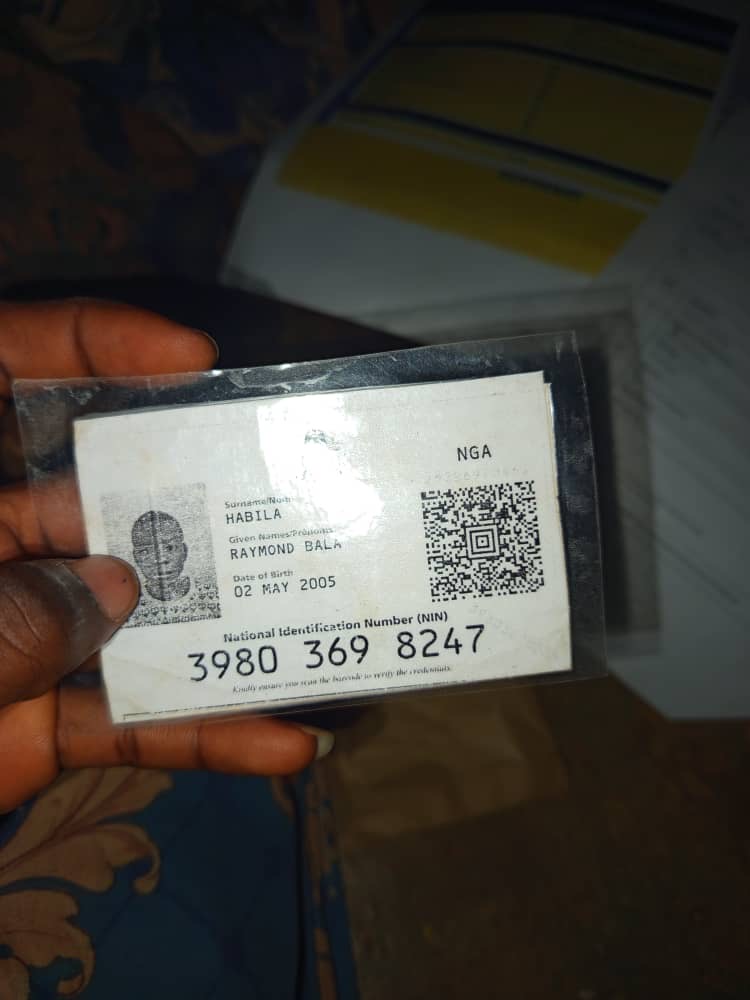 NGA
Surname/Nom
HABILA
Given Names/Prénoms
RAYMOND BALA
Date of Birth
02 MAY 2005
National Identification Number (NIN)
3980 369 8247
Kindly ensure you scan the barcode to verify the credentials.